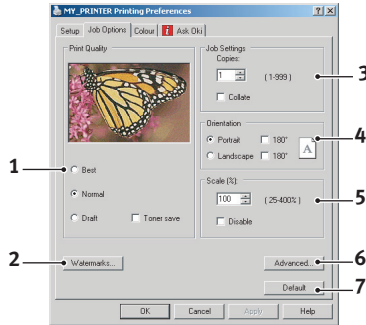 MY_PRINTER Printing Preferences
Setup Job Options Colour Ask Oki
Print Quality
Best
Normal
Draft Toner save
Job Settings
Copies:
1 (1-999)
Collate
Orientation
Portrait 180°
Landscape 180°
A
Scale (%)
100 (25-400%)
Disable
Watermarks...
Advanced...
Default
OK Cancel Apply Help
1
2
3
4
5
6
7